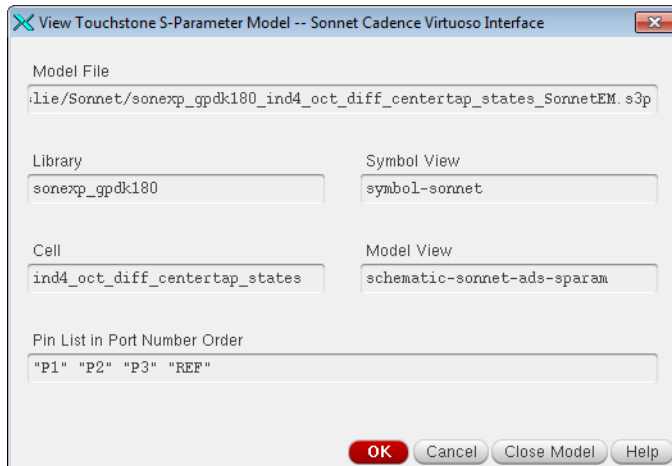 View Touchstone S-Parameter Model -- Sonnet Cadence Virtuoso Interface
Model File
lie/Sonnet/sonexp_gpdk180_ind4_oct_diff_centertap_states_SonnetEM.s3p
Library
Symbol View
sonexp_gpdk180
symbol-sonnet
Cell
Model View
ind4_oct_diff_centertap_states
schematic-sonnet-ads-sparam
Pin List in Port Number Order
"P1" "P2" "P3" "REF"
OK Cancel Close Model Help